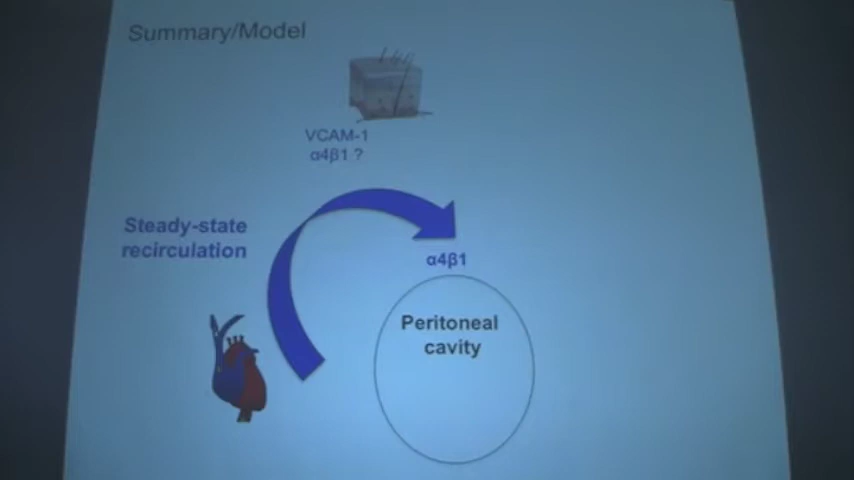 Summary/Model
VCAM-1
α4β1 ?
Steady-state
recirculation
α4β1
Peritoneal
cavity